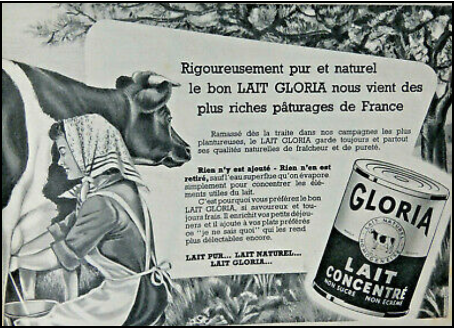 Rigoureusement pur et naturel
le bon LAIT GLORIA nous vient des
plus riches pâturages de France
Ramassé dès la traite dans nos campagnes les plus
plantureuses, le LAIT GLORIA garde toujours et partout
ses qualités naturelles de fraîcheur et de pureté.
Rien n'y est ajouté - Rien n'en est
retiré, sauf l'eau superflue qu'on évapore
simplement pour concentrer les élé-
ments utiles du lait.
C'est pourquoi vous préférez le bon
LAIT GLORIA, si savoureux et tou-
jours frais. Il enrichit vos petits déjeu-
ners et il ajoute à vos plats préférés
ce "je ne sais quoi" qui les rend
plus délectables encore.
LAIT PUR... LAIT NATUREL...
LAIT GLORIA...
GLORIA
LAIT
CONCENTRÉ
NON SUCRÉ NON ÉCRÉMÉ